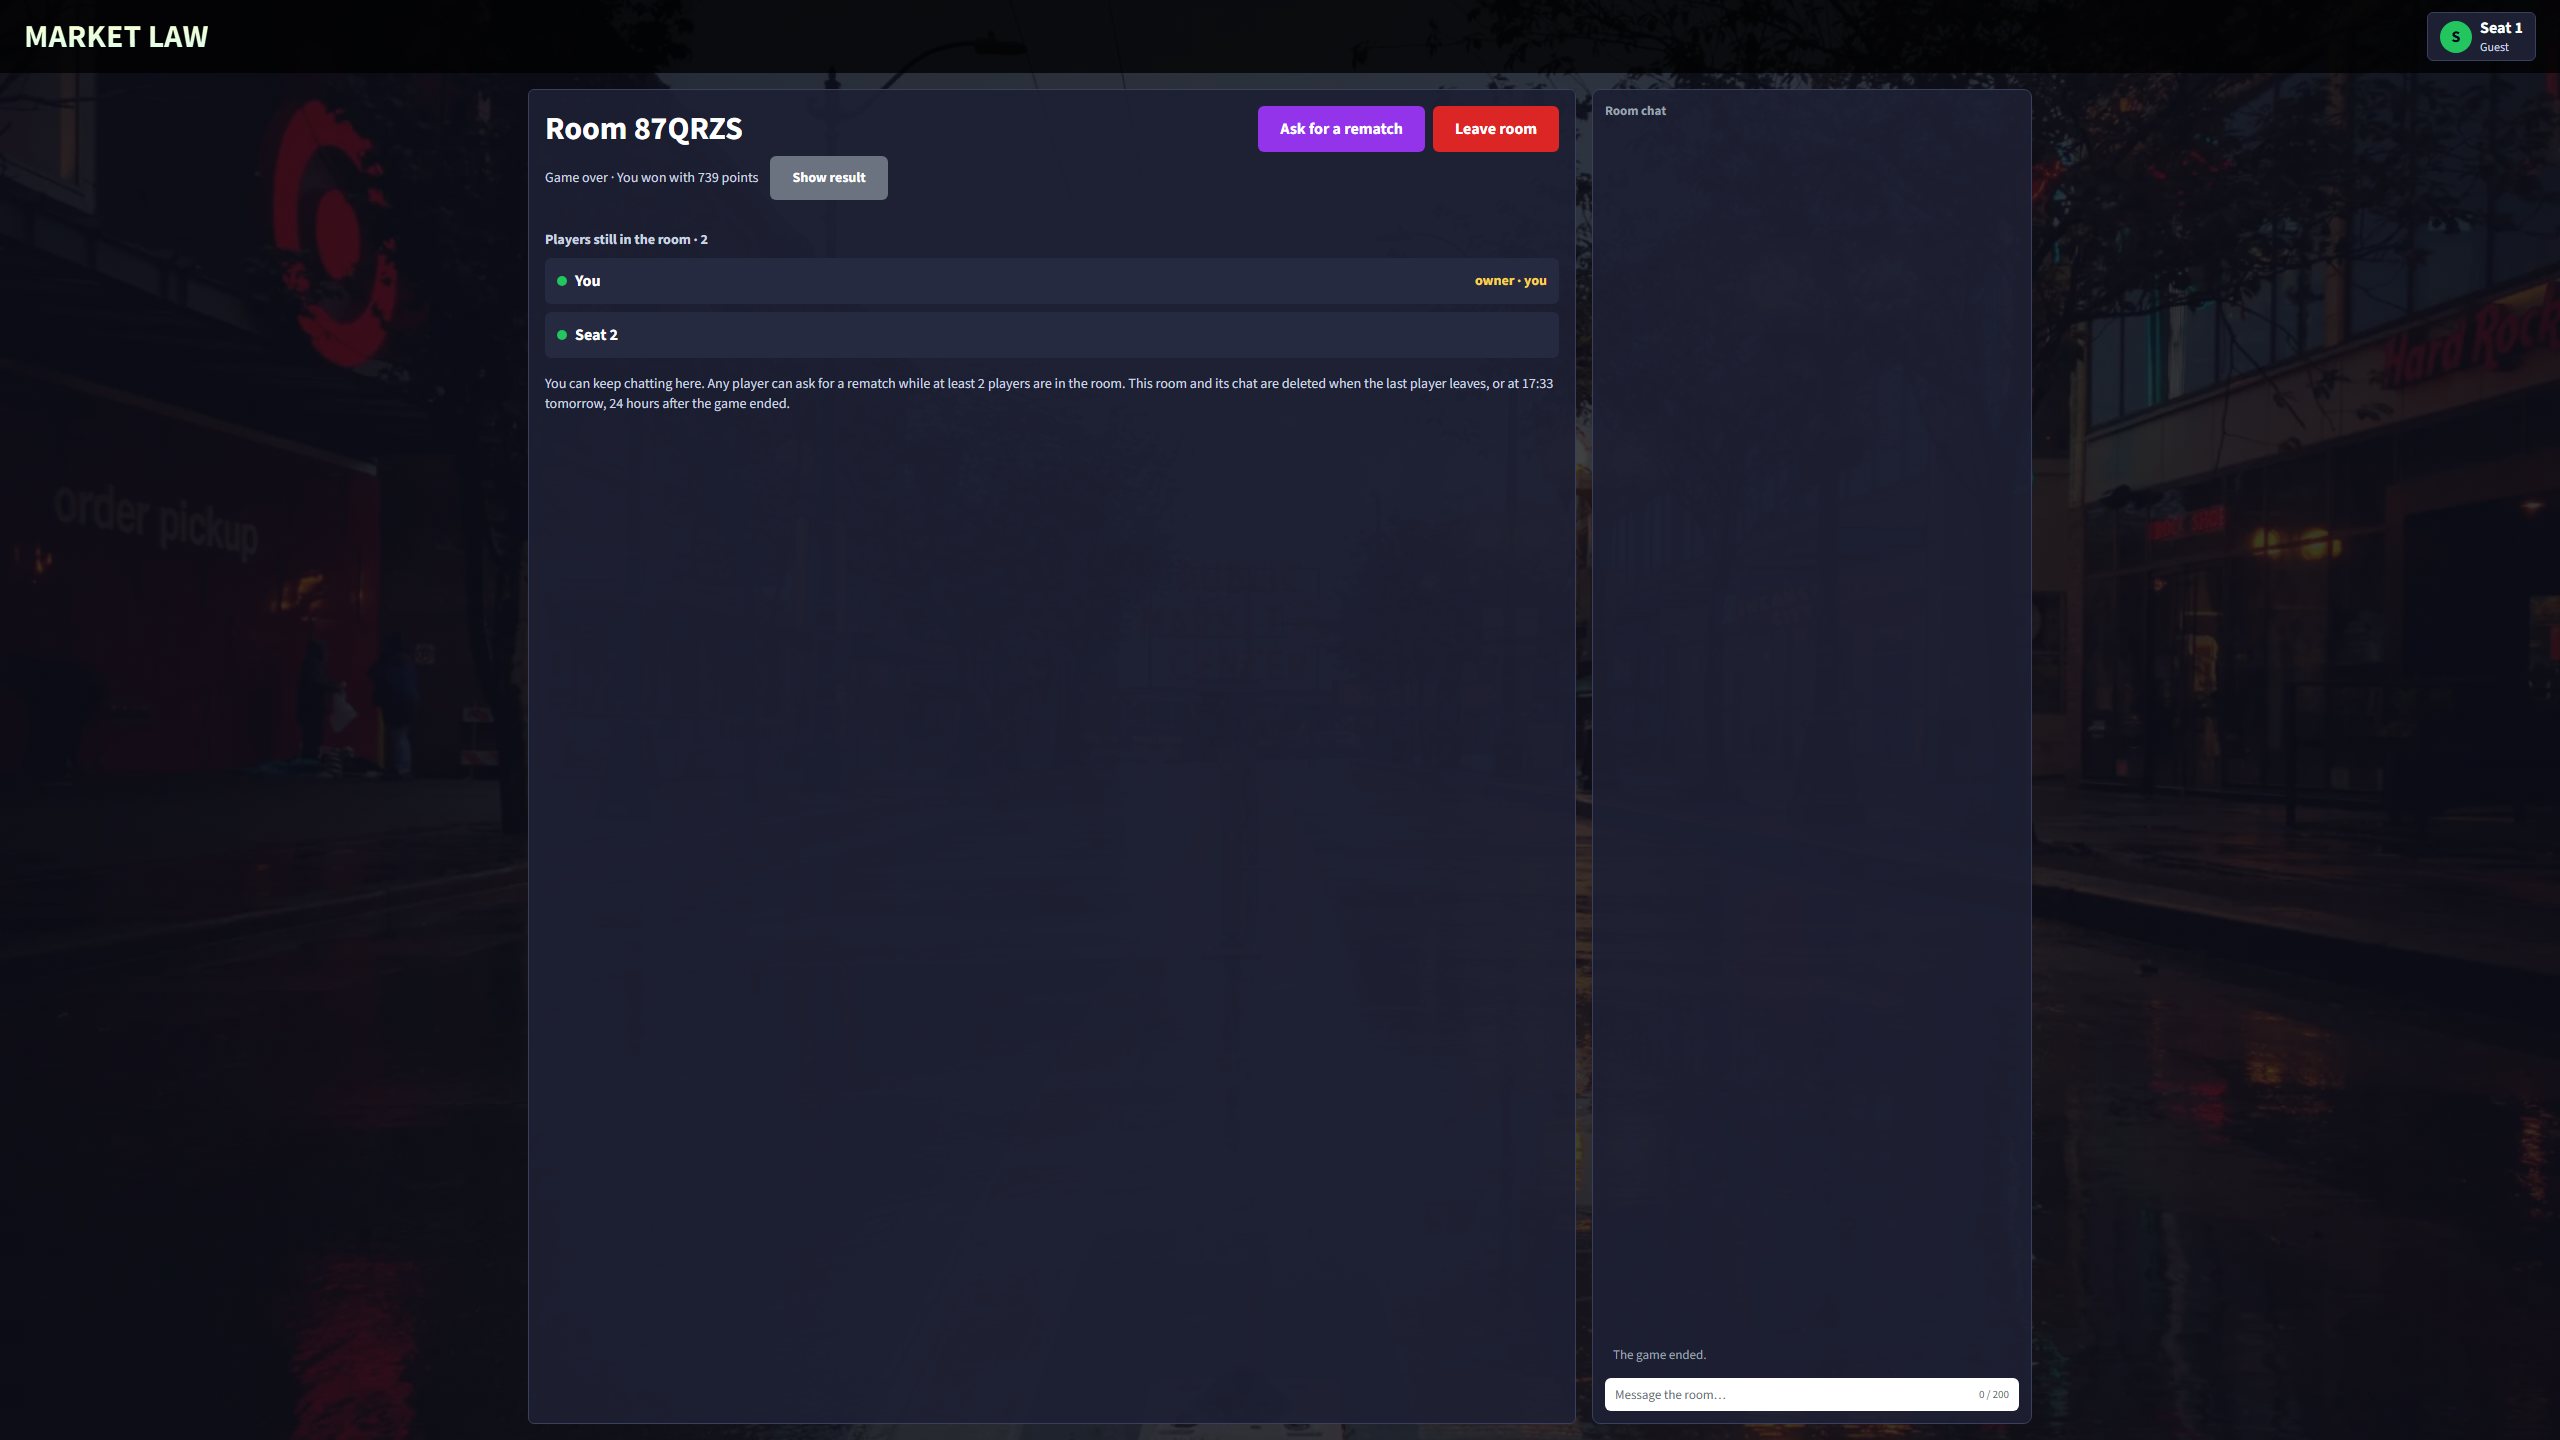 MARKET LAW
S
Seat 1
Guest
Room 87QRZS
Ask for a rematch
Leave room
Game over · You won with 739 points
Show result
Players still in the room · 2
You
owner · you
Seat 2
You can keep chatting here. Any player can ask for a rematch while at least 2 players are in the room. This room and its chat are deleted when the last player leaves, or at 17:33
tomorrow, 24 hours after the game ended.
Room chat
The game ended.
Message the room…
0 / 200
order pickup
Hard Rock